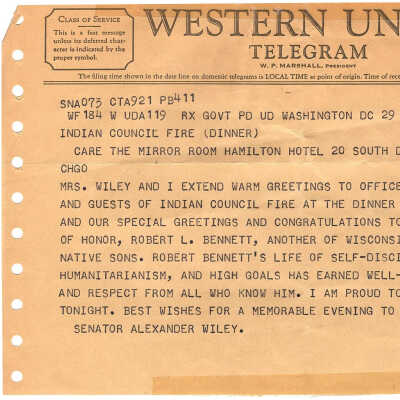 CLASS OF SERVICE
This is a fast message
unless its deferred character
is indicated by the
proper symbol.
WESTERN UN
TELEGRAM
W. P. MARSHALL, PRESIDENT
The filing time shown in the date line on domestic telegrams is LOCAL TIME at point of origin. Time of rece
SNA073 CTA921 PB411
WF184 W UDA119 RX GOVT PD UD WASHINGTON DC 29
INDIAN COUNCIL FIRE (DINNER)
CARE THE MIRROR ROOM HAMILTON HOTEL 20 SOUTH D
CHGO
MRS. WILEY AND I EXTEND WARM GREETINGS TO OFFICE
AND GUESTS OF INDIAN COUNCIL FIRE AT THE DINNER
AND OUR SPECIAL GREETINGS AND CONGRATULATIONS TO
OF HONOR, ROBERT L. BENNETT, ANOTHER OF WISCONSI
NATIVE SONS. ROBERT BENNETT'S LIFE OF SELF-DISCI
HUMANITARIANISM, AND HIGH GOALS HAS EARNED WELL-
AND RESPECT FROM ALL WHO KNOW HIM. I AM PROUD TO
TONIGHT. BEST WISHES FOR A MEMORABLE EVENING TO
SENATOR ALEXANDER WILEY.